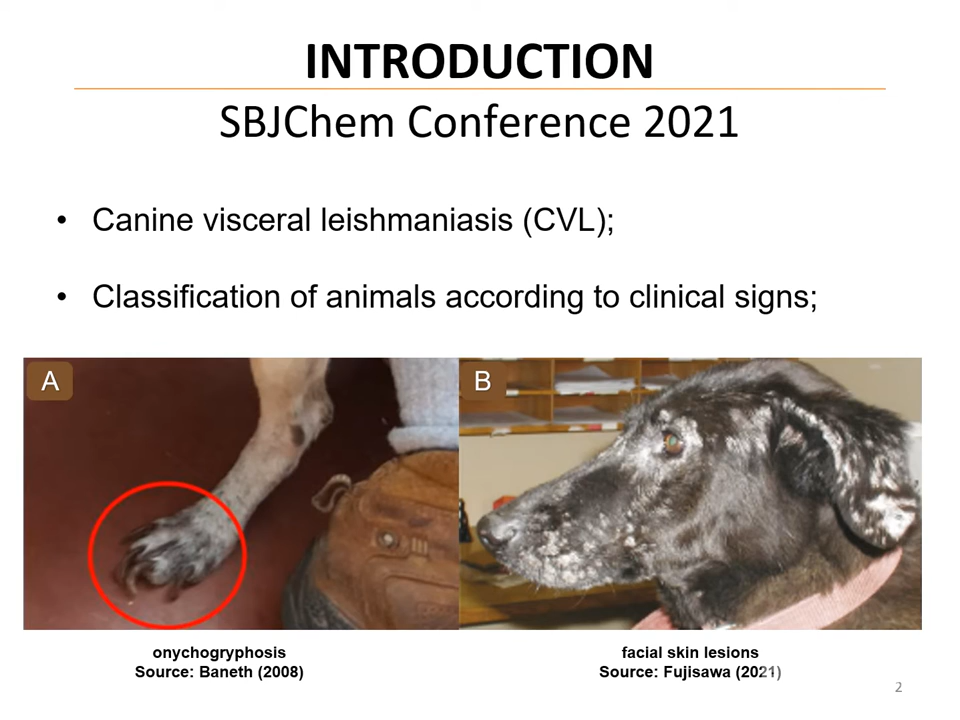 INTRODUCTION
SBJChem Conference 2021
• Canine visceral leishmaniasis (CVL);
• Classification of animals according to clinical signs;
A
B
onychogryphosis
Source: Baneth (2008)
facial skin lesions
Source: Fujisawa (2021)
2